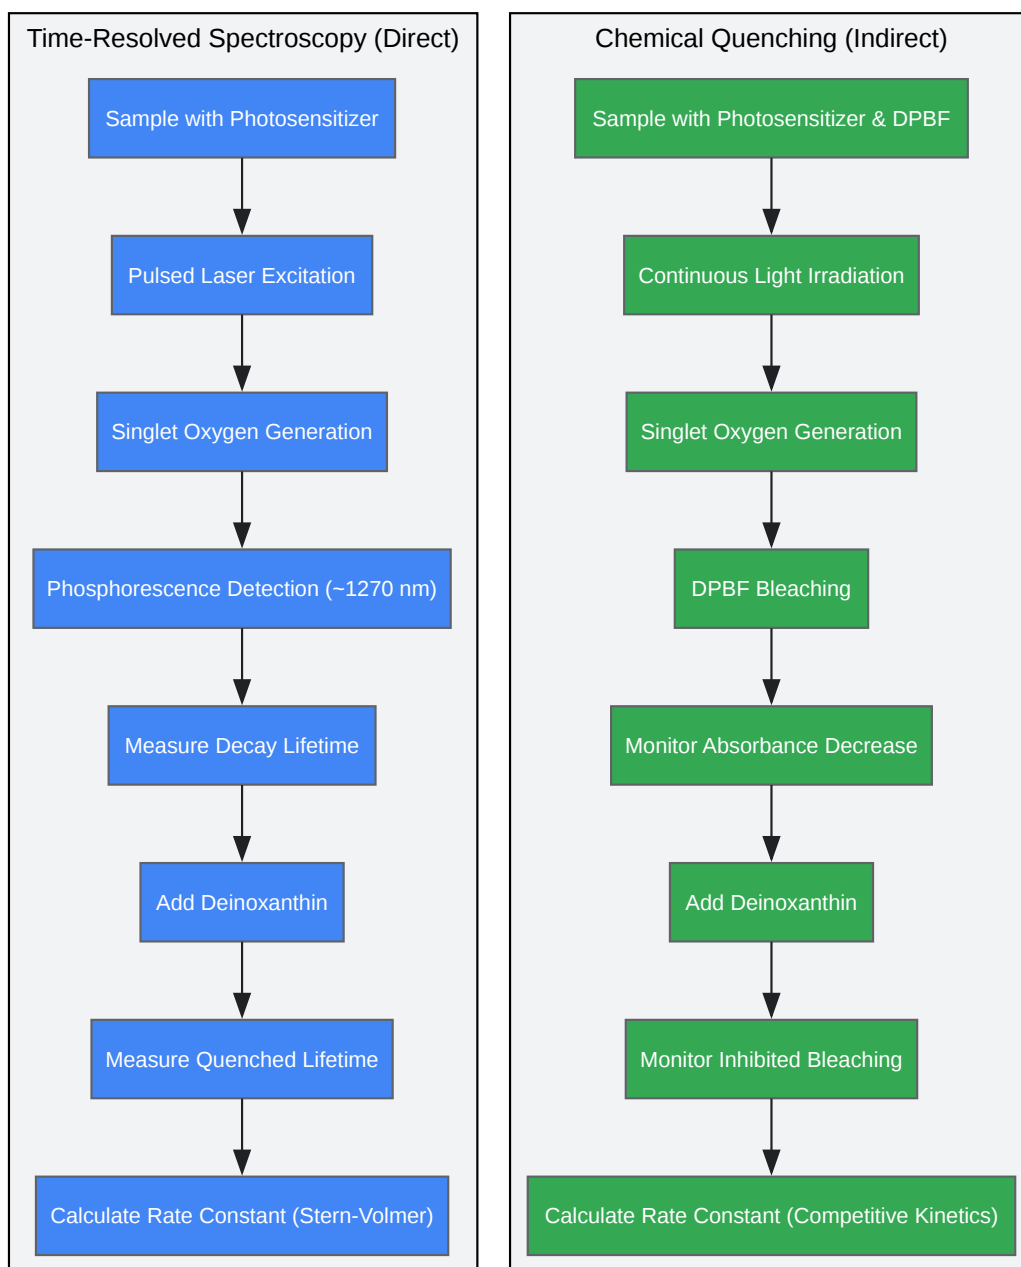 Time-Resolved Spectroscopy (Direct)
Sample with Photosensitizer
Pulsed Laser Excitation
Singlet Oxygen Generation
Phosphorescence Detection (~1270 nm)
Measure Decay Lifetime
Add Deinoxanthin
Measure Quenched Lifetime
Calculate Rate Constant (Stern-Volmer)
Chemical Quenching (Indirect)
Sample with Photosensitizer & DPBF
Continuous Light Irradiation
Singlet Oxygen Generation
DPBF Bleaching
Monitor Absorbance Decrease
Add Deinoxanthin
Monitor Inhibited Bleaching
Calculate Rate Constant (Competitive Kinetics)